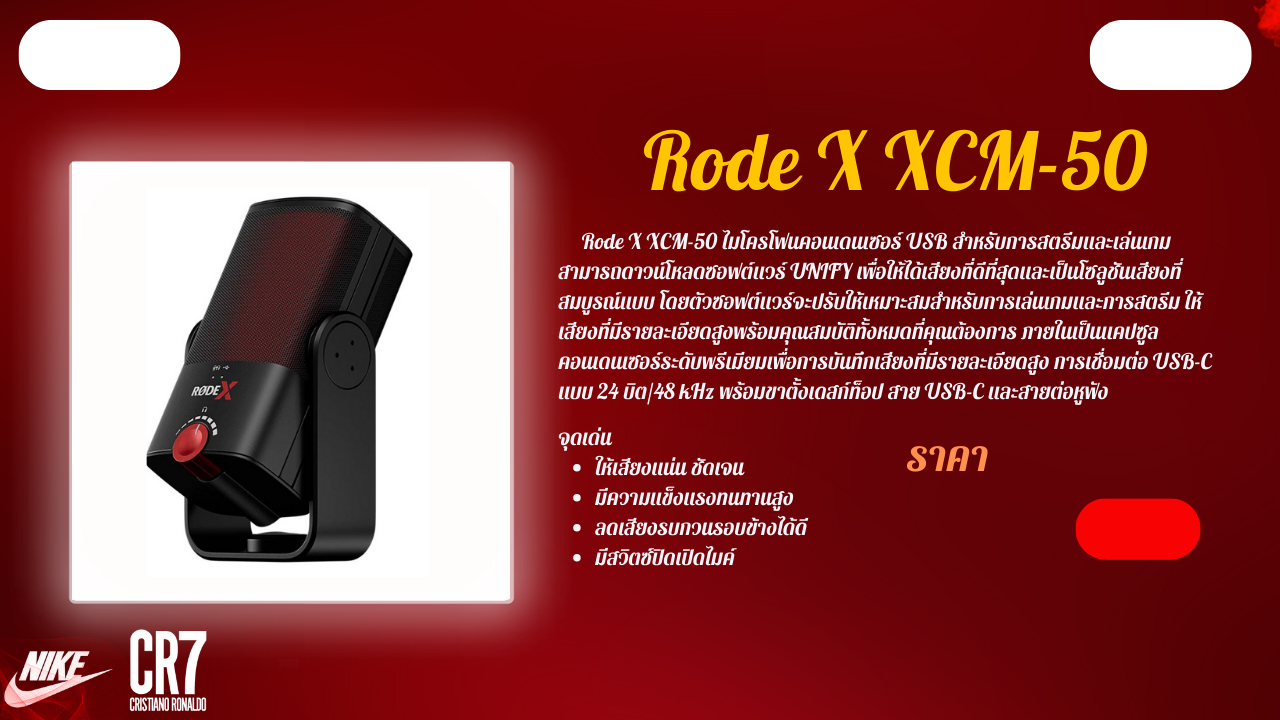 Rode X XCM-50
Rode X XCM-50 ไมโครโฟนคอนเดนเซอร์ USB สำหรับการสตรีมและเล่นเกม
สามารถดาวน์โหลดซอฟต์แวร์ UNIFY เพื่อให้ได้เสียงที่ดีที่สุดและเป็นโซลูชันเสียงที่
สมบูรณ์แบบ โดยตัวซอฟต์แวร์จะปรับให้เหมาะสมสำหรับการเล่นเกมและการสตรีม ให้
เสียงที่มีรายละเอียดสูงพร้อมคุณสมบัติทั้งหมดที่คุณต้องการ ภายในเป็นแคปซูล
คอนเดนเซอร์ระดับพรีเมียมเพื่อการบันทึกเสียงที่มีรายละเอียดสูง การเชื่อมต่อ USB-C
แบบ 24 บิต/48 kHz พร้อมขาตั้งเดสก์ท็อป สาย USB-C และสายต่อหูฟัง
จุดเด่น
• ให้เสียงแน่น ชัดเจน
• มีความแข็งแรงทนทานสูง
• ลดเสียงรบกวนรอบข้างได้ดี
• มีสวิตซ์ปิดเปิดไมค์
ราคา
RØDE X
NIKE
CR7
CRISTIANO RONALDO